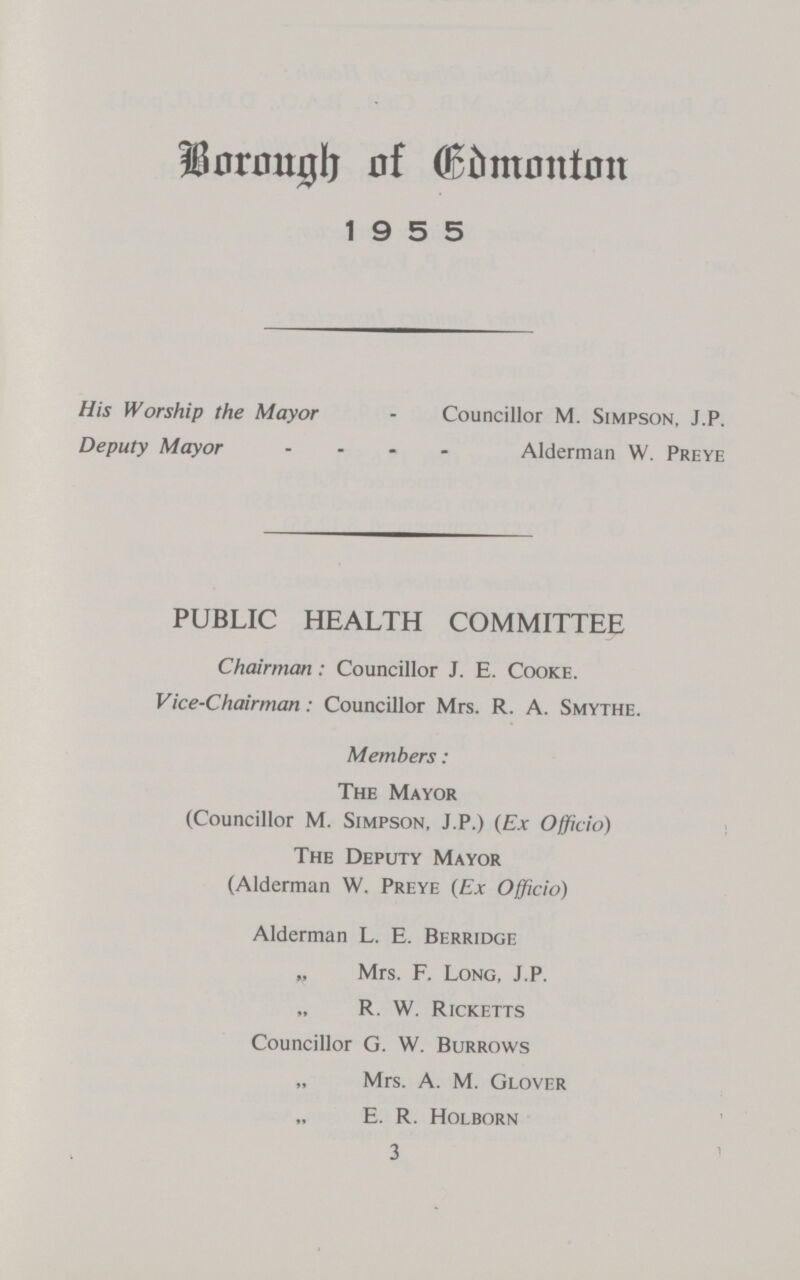 Borough of Edmonton
1955
His Worship the Mayor - Councillor M. SIMPSON, J.P.
Deputy Mayor - - - - Alderman W. PREYE
PUBLIC HEALTH COMMITTEE
Chairman: Councillor J. E. COOKE.
Vice-Chairman: Councillor Mrs. R. A. SMYTHE.
Members:
THE MAYOR
(Councillor M. SIMPSON, J.P.) (Ex Officio)
THE DEPUTY MAYOR
(Alderman W. PREYE (Ex Officio)
Alderman L. E. BERRIDGE
„ Mrs. F. LONG, J.P.
„ R. W. RICKETTS
Councillor G. W. BURROWS
„ Mrs. A. M. GLOVER
„ E. R. HOLBORN
3